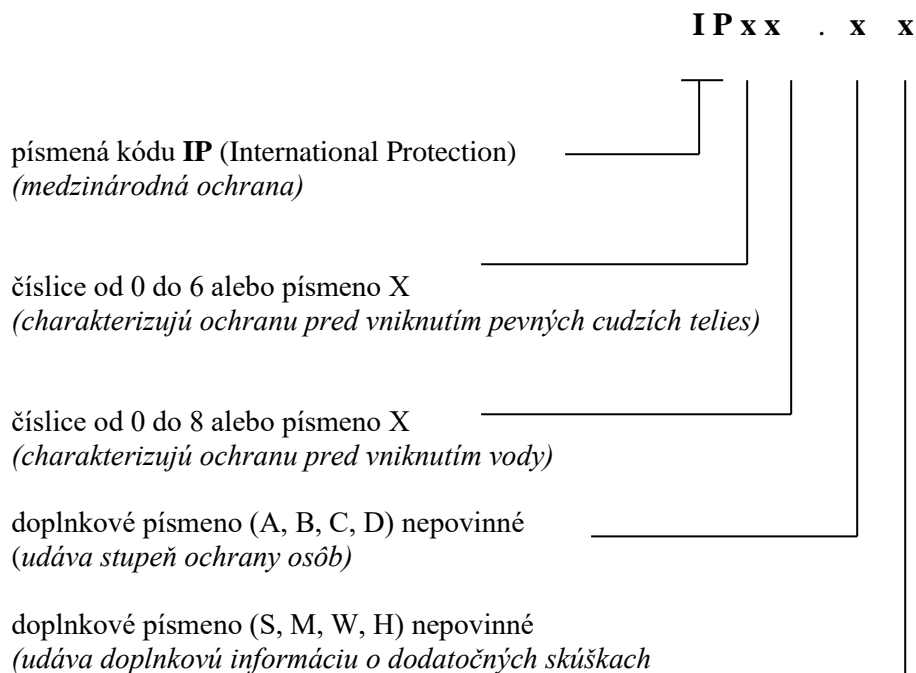 I P x x . x x
písmená kódu IP (International Protection)
(medzinárodná ochrana)
číslice od 0 do 6 alebo písmeno X
(charakterizujú ochranu pred vniknutím pevných cudzích telies)
číslice od 0 do 8 alebo písmeno X
(charakterizujú ochranu pred vniknutím vody)
doplnkové písmeno (A, B, C, D) nepovinné
(udáva stupeň ochrany osôb)
doplnkové písmeno (S, M, W, H) nepovinné
(udáva doplnkovú informáciu o dodatočných skúškach